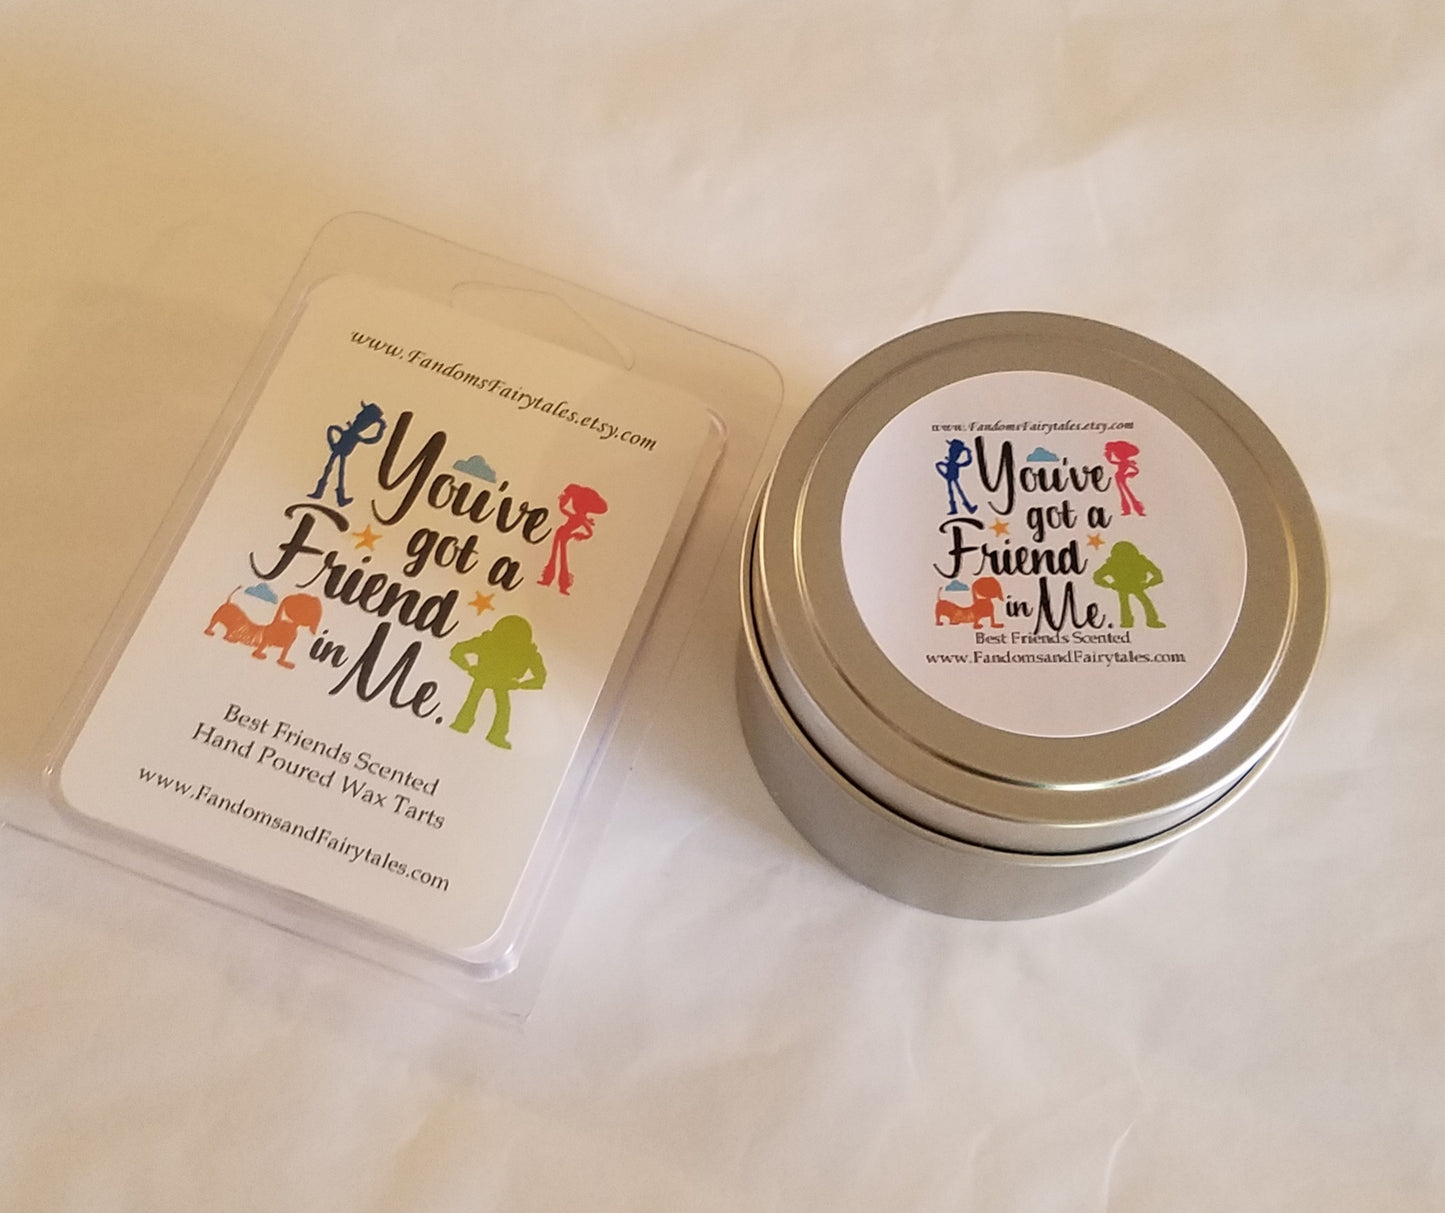 www.FandomsFairytales.etsy.com
You've
got a
Friend
in Me.
Best Friends Scented
Hand Poured Wax Tarts
www.FandomsandFairytales.com
www.FandomsFairytales.etsy.com
You've
got a
Friend
in Me.
Best Friends Scented
www.FandomsandFairytales.com